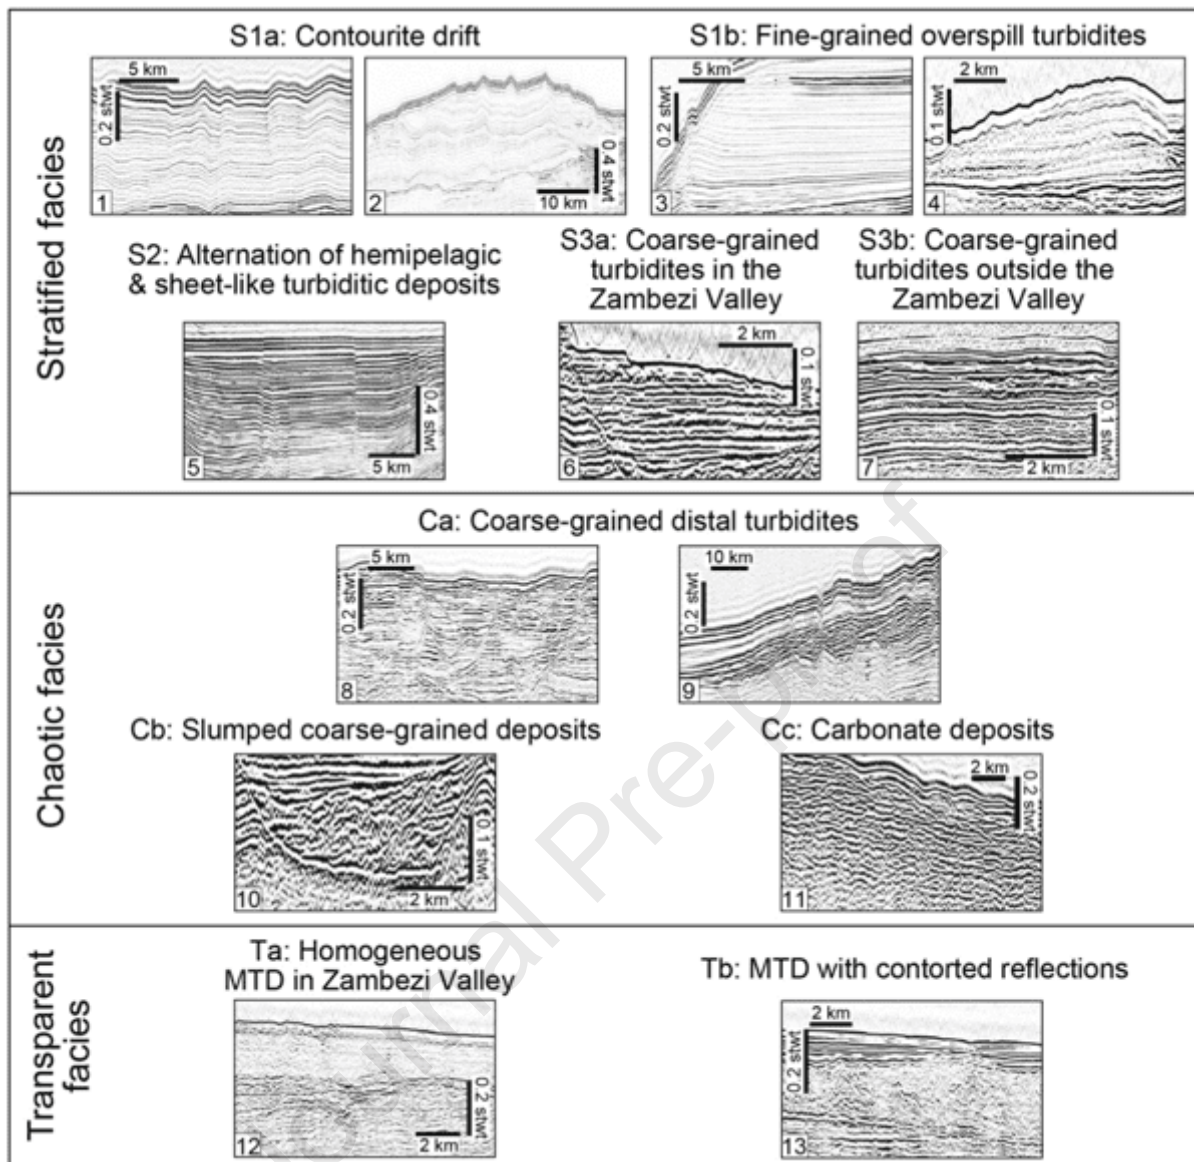 Stratified facies
S1a: Contourite drift
5 km
0.2 stwt
1
0.4 stwt
10 km
2
S1b: Fine-grained overspill turbidites
5 km
0.2 stwt
3
2 km
0.1 stwt
4
S2: Alternation of hemipelagic
& sheet-like turbiditic deposits
0.4 stwt
5 km
5
S3a: Coarse-grained
turbidites in the
Zambezi Valley
2 km
0.1 stwt
6
S3b: Coarse-grained
turbidites outside the
Zambezi Valley
0.1 stwt
2 km
7
Chaotic facies
Ca: Coarse-grained distal turbidites
5 km
0.2 stwt
8
10 km
0.2 stwt
9
Cb: Slumped coarse-grained deposits
0.1 stwt
2 km
10
Cc: Carbonate deposits
2 km
0.2 stwt
11
Transparent
facies
Ta: Homogeneous
MTD in Zambezi Valley
0.2 stwt
2 km
12
Tb: MTD with contorted reflections
2 km
0.2 stwt
13
Journal Pre-proof